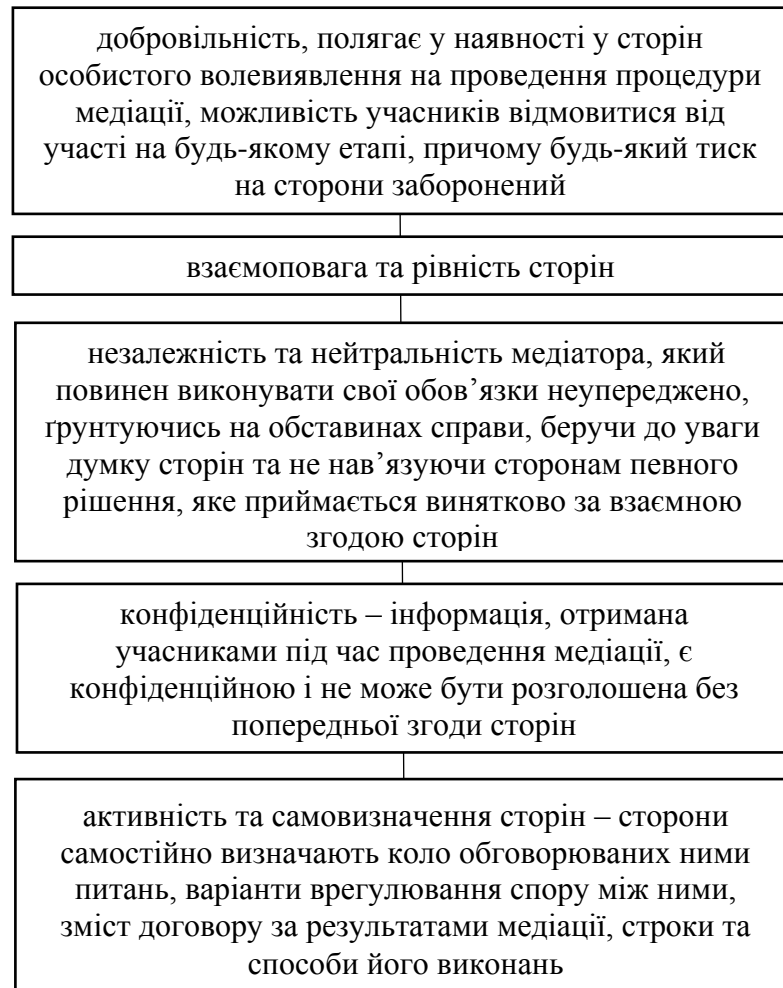 добровільність, полягає у наявності у сторін
особистого волевиявлення на проведення процедури
медіації, можливість учасників відмовитися від
участі на будь-якому етапі, причому будь-який тиск
на сторони заборонений
взаємоповага та рівність сторін
незалежність та нейтральність медіатора, який
повинен виконувати свої обов’язки неупереджено,
ґрунтуючись на обставинах справи, беручи до уваги
думку сторін та не нав’язуючи сторонам певного
рішення, яке приймається винятково за взаємною
згодою сторін
конфіденційність – інформація, отримана
учасниками під час проведення медіації, є
конфіденційною і не може бути розголошена без
попередньої згоди сторін
активність та самовизначення сторін – сторони
самостійно визначають коло обговорюваних ними
питань, варіанти врегулювання спору між ними,
зміст договору за результатами медіації, строки та
способи його виконань